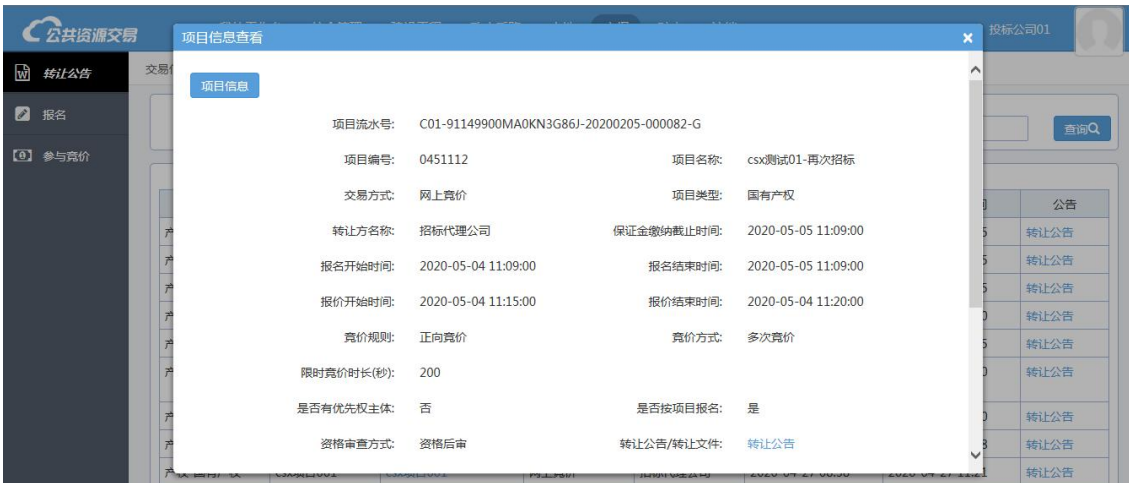 公共资源交易
投标公司01
项目信息查看
转让公告
交易
项目信息
报名
查询
参与竞价
项目流水号: C01-91149900MA0KN3G86J-20200205-000082-G
项目编号: 0451112 项目名称: csx测试01-再次招标
交易方式: 网上竞价 项目类型: 国有产权
公告
转让方名称: 招标代理公司 保证金缴纳截止时间: 2020-05-05 11:09:00
转让公告
报名开始时间: 2020-05-04 11:09:00 报名结束时间: 2020-05-05 11:09:00
转让公告
转让公告
报价开始时间: 2020-05-04 11:15:00 报价结束时间: 2020-05-04 11:20:00
转让公告
竞价规则: 正向竞价 竞价方式: 多次竞价
转让公告
限时竞价时长(秒): 200
转让公告
是否有优先权主体: 否 是否按项目报名: 是
转让公告
资格审查方式: 资格后审 转让公告/转让文件: 转让公告
转让公告
转让公告